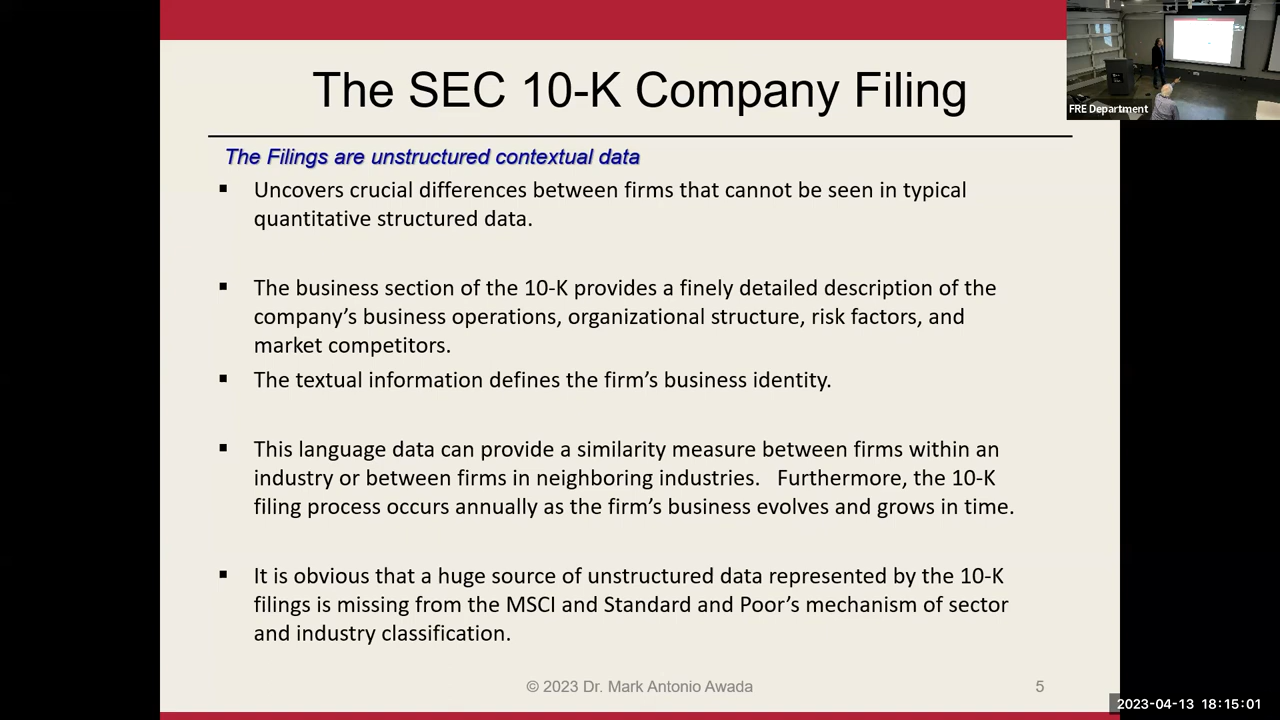 The SEC 10-K Company Filing
FRE Department
The Filings are unstructured contextual data
▪ Uncovers crucial differences between firms that cannot be seen in typical
quantitative structured data.
▪ The business section of the 10-K provides a finely detailed description of the
company’s business operations, organizational structure, risk factors, and
market competitors.
▪ The textual information defines the firm’s business identity.
▪ This language data can provide a similarity measure between firms within an
industry or between firms in neighboring industries. Furthermore, the 10-K
filing process occurs annually as the firm’s business evolves and grows in time.
▪ It is obvious that a huge source of unstructured data represented by the 10-K
filings is missing from the MSCI and Standard and Poor’s mechanism of sector
and industry classification.
© 2023 Dr. Mark Antonio Awada
5
2023-04-13 18:15:01